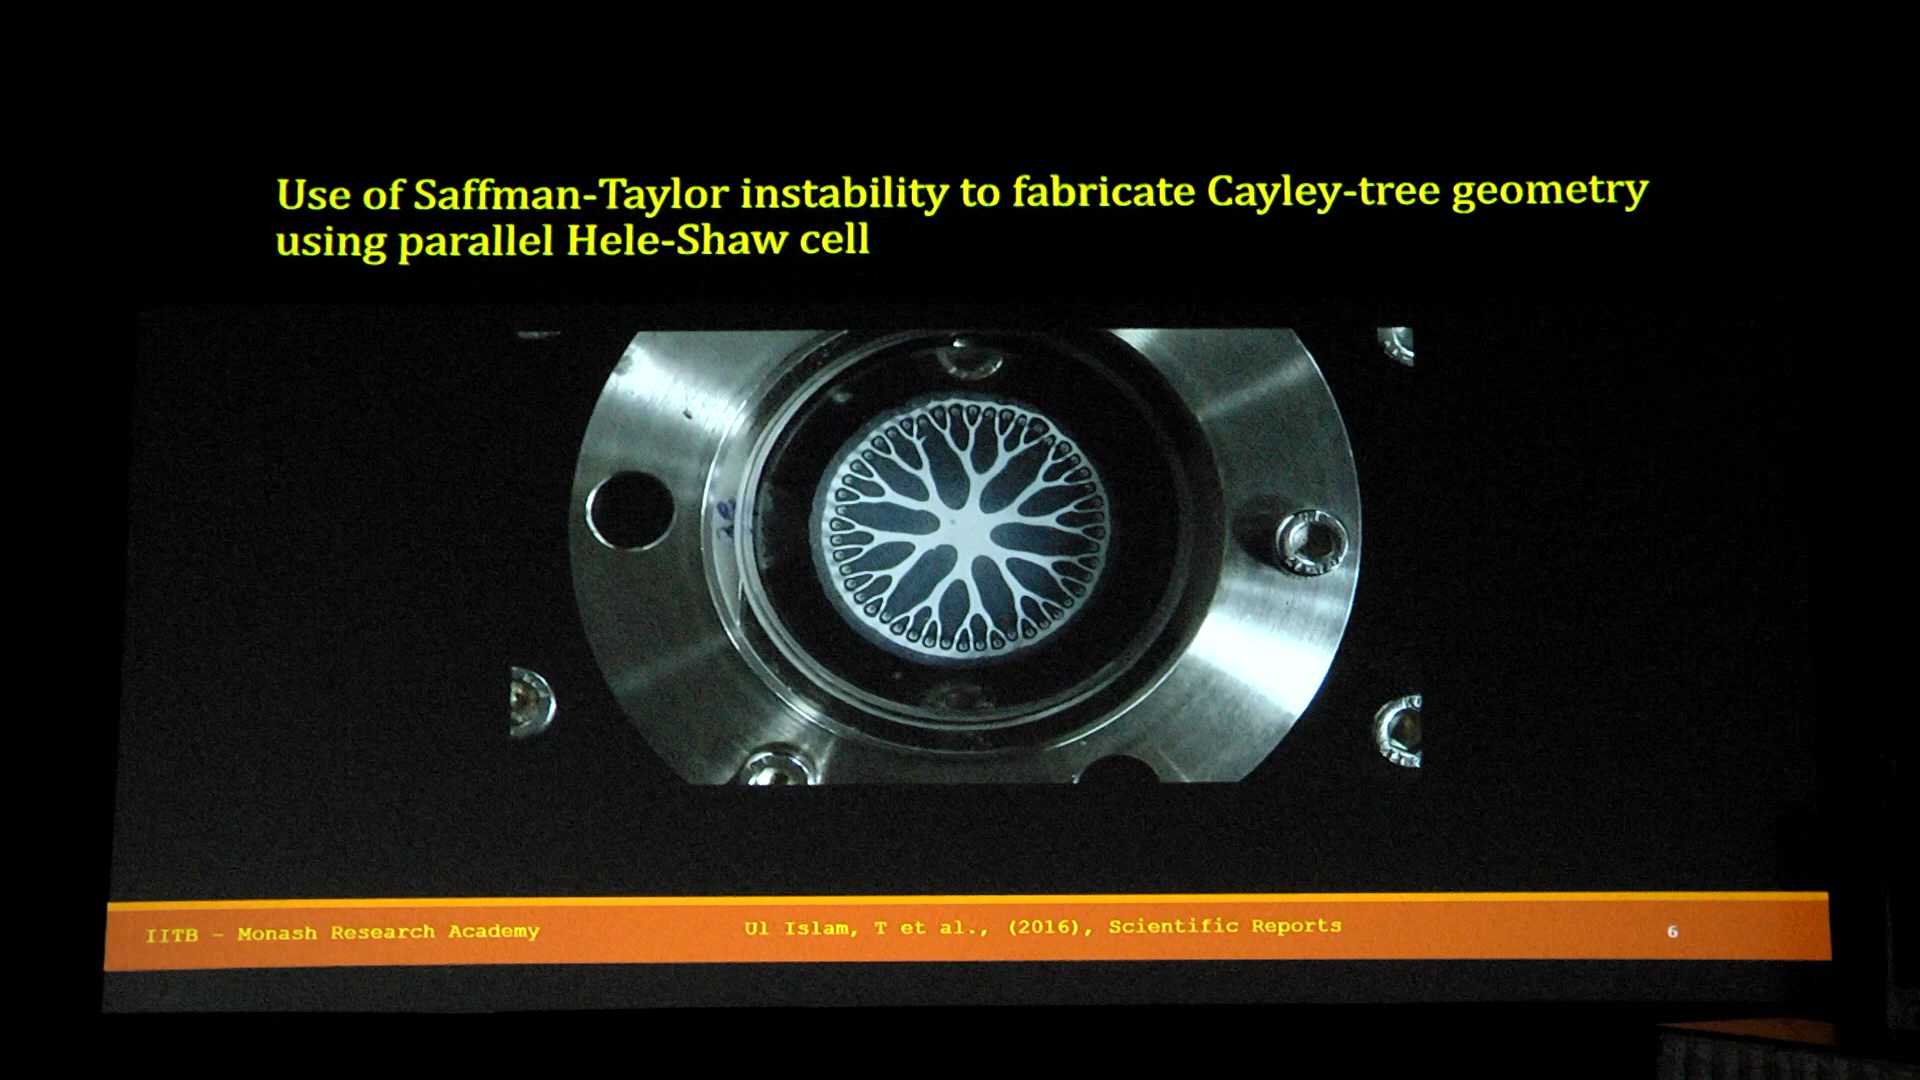 Use of Saffman-Taylor instability to fabricate Cayley-tree geometry
using parallel Hele-Shaw cell
IITB – Monash Research Academy
Ul Islam, T et al., (2016), Scientific Reports
6